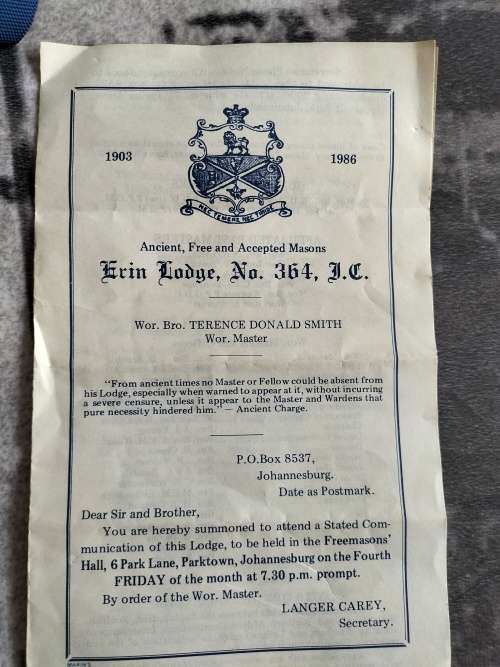 1903 1986
NEC TEMERE NEC TIMIDE
Ancient, Free and Accepted Masons
Erin Lodge, No. 364, I.C.
Wor. Bro. TERENCE DONALD SMITH
Wor. Master
"From ancient times no Master or Fellow could be absent from
his Lodge, especially when warned to appear at it, without incurring
a severe censure, unless it appear to the Master and Wardens that
pure necessity hindered him." — Ancient Charge.
P.O.Box 8537,
Johannesburg.
Date as Postmark.
Dear Sir and Brother,
You are hereby summoned to attend a Stated Com-
munication of this Lodge, to be held in the Freemasons'
Hall, 6 Park Lane, Parktown, Johannesburg on the Fourth
FRIDAY of the month at 7.30 p.m. prompt.
By order of the Wor. Master.
LANGER CAREY,
Secretary.